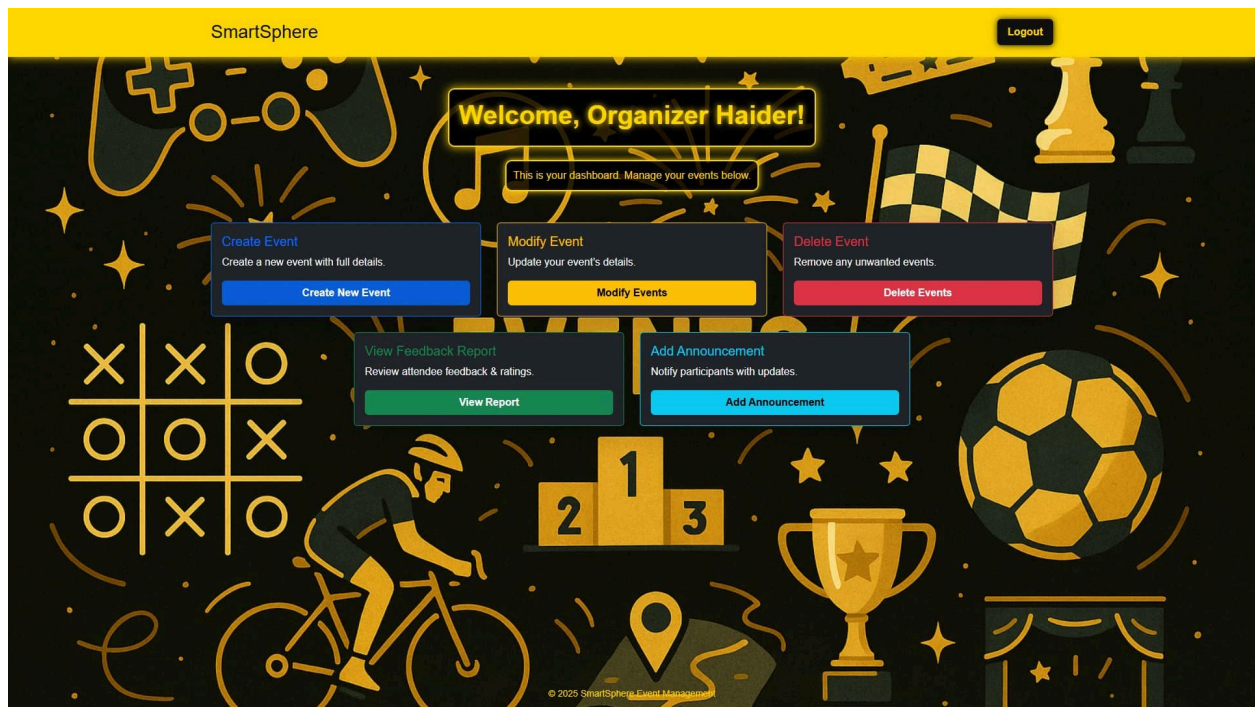 SmartSphere
Logout
Welcome, Organizer Haider!
This is your dashboard. Manage your events below.
Create Event
Create a new event with full details.
Create New Event
Modify Event
Update your event's details.
Modify Events
Delete Event
Remove any unwanted events.
Delete Events
EVENTS
View Feedback Report
Review attendee feedback & ratings.
View Report
Add Announcement
Notify participants with updates.
Add Announcement
X X O
O O X
O X O
1
2
3
© 2025 SmartSphere Event Management